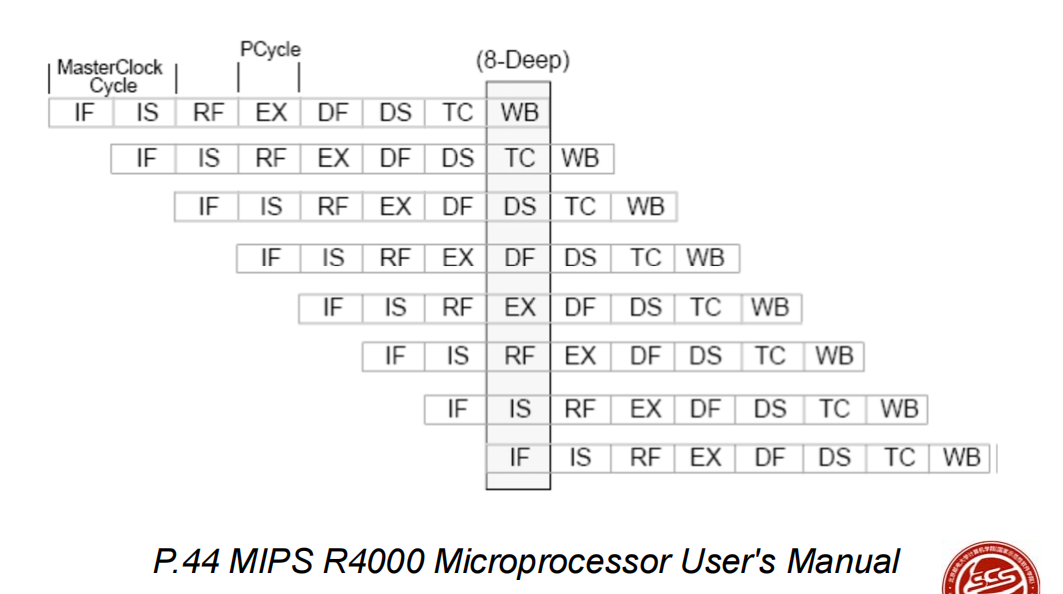 PCycle
(8-Deep)
MasterClock
Cycle
IF IS RF EX DF DS TC WB
IF IS RF EX DF DS TC WB
IF IS RF EX DF DS TC WB
IF IS RF EX DF DS TC WB
IF IS RF EX DF DS TC WB
IF IS RF EX DF DS TC WB
IF IS RF EX DF DS TC WB
IF IS RF EX DF DS TC WB
P.44 MIPS R4000 Microprocessor User's Manual
SCS